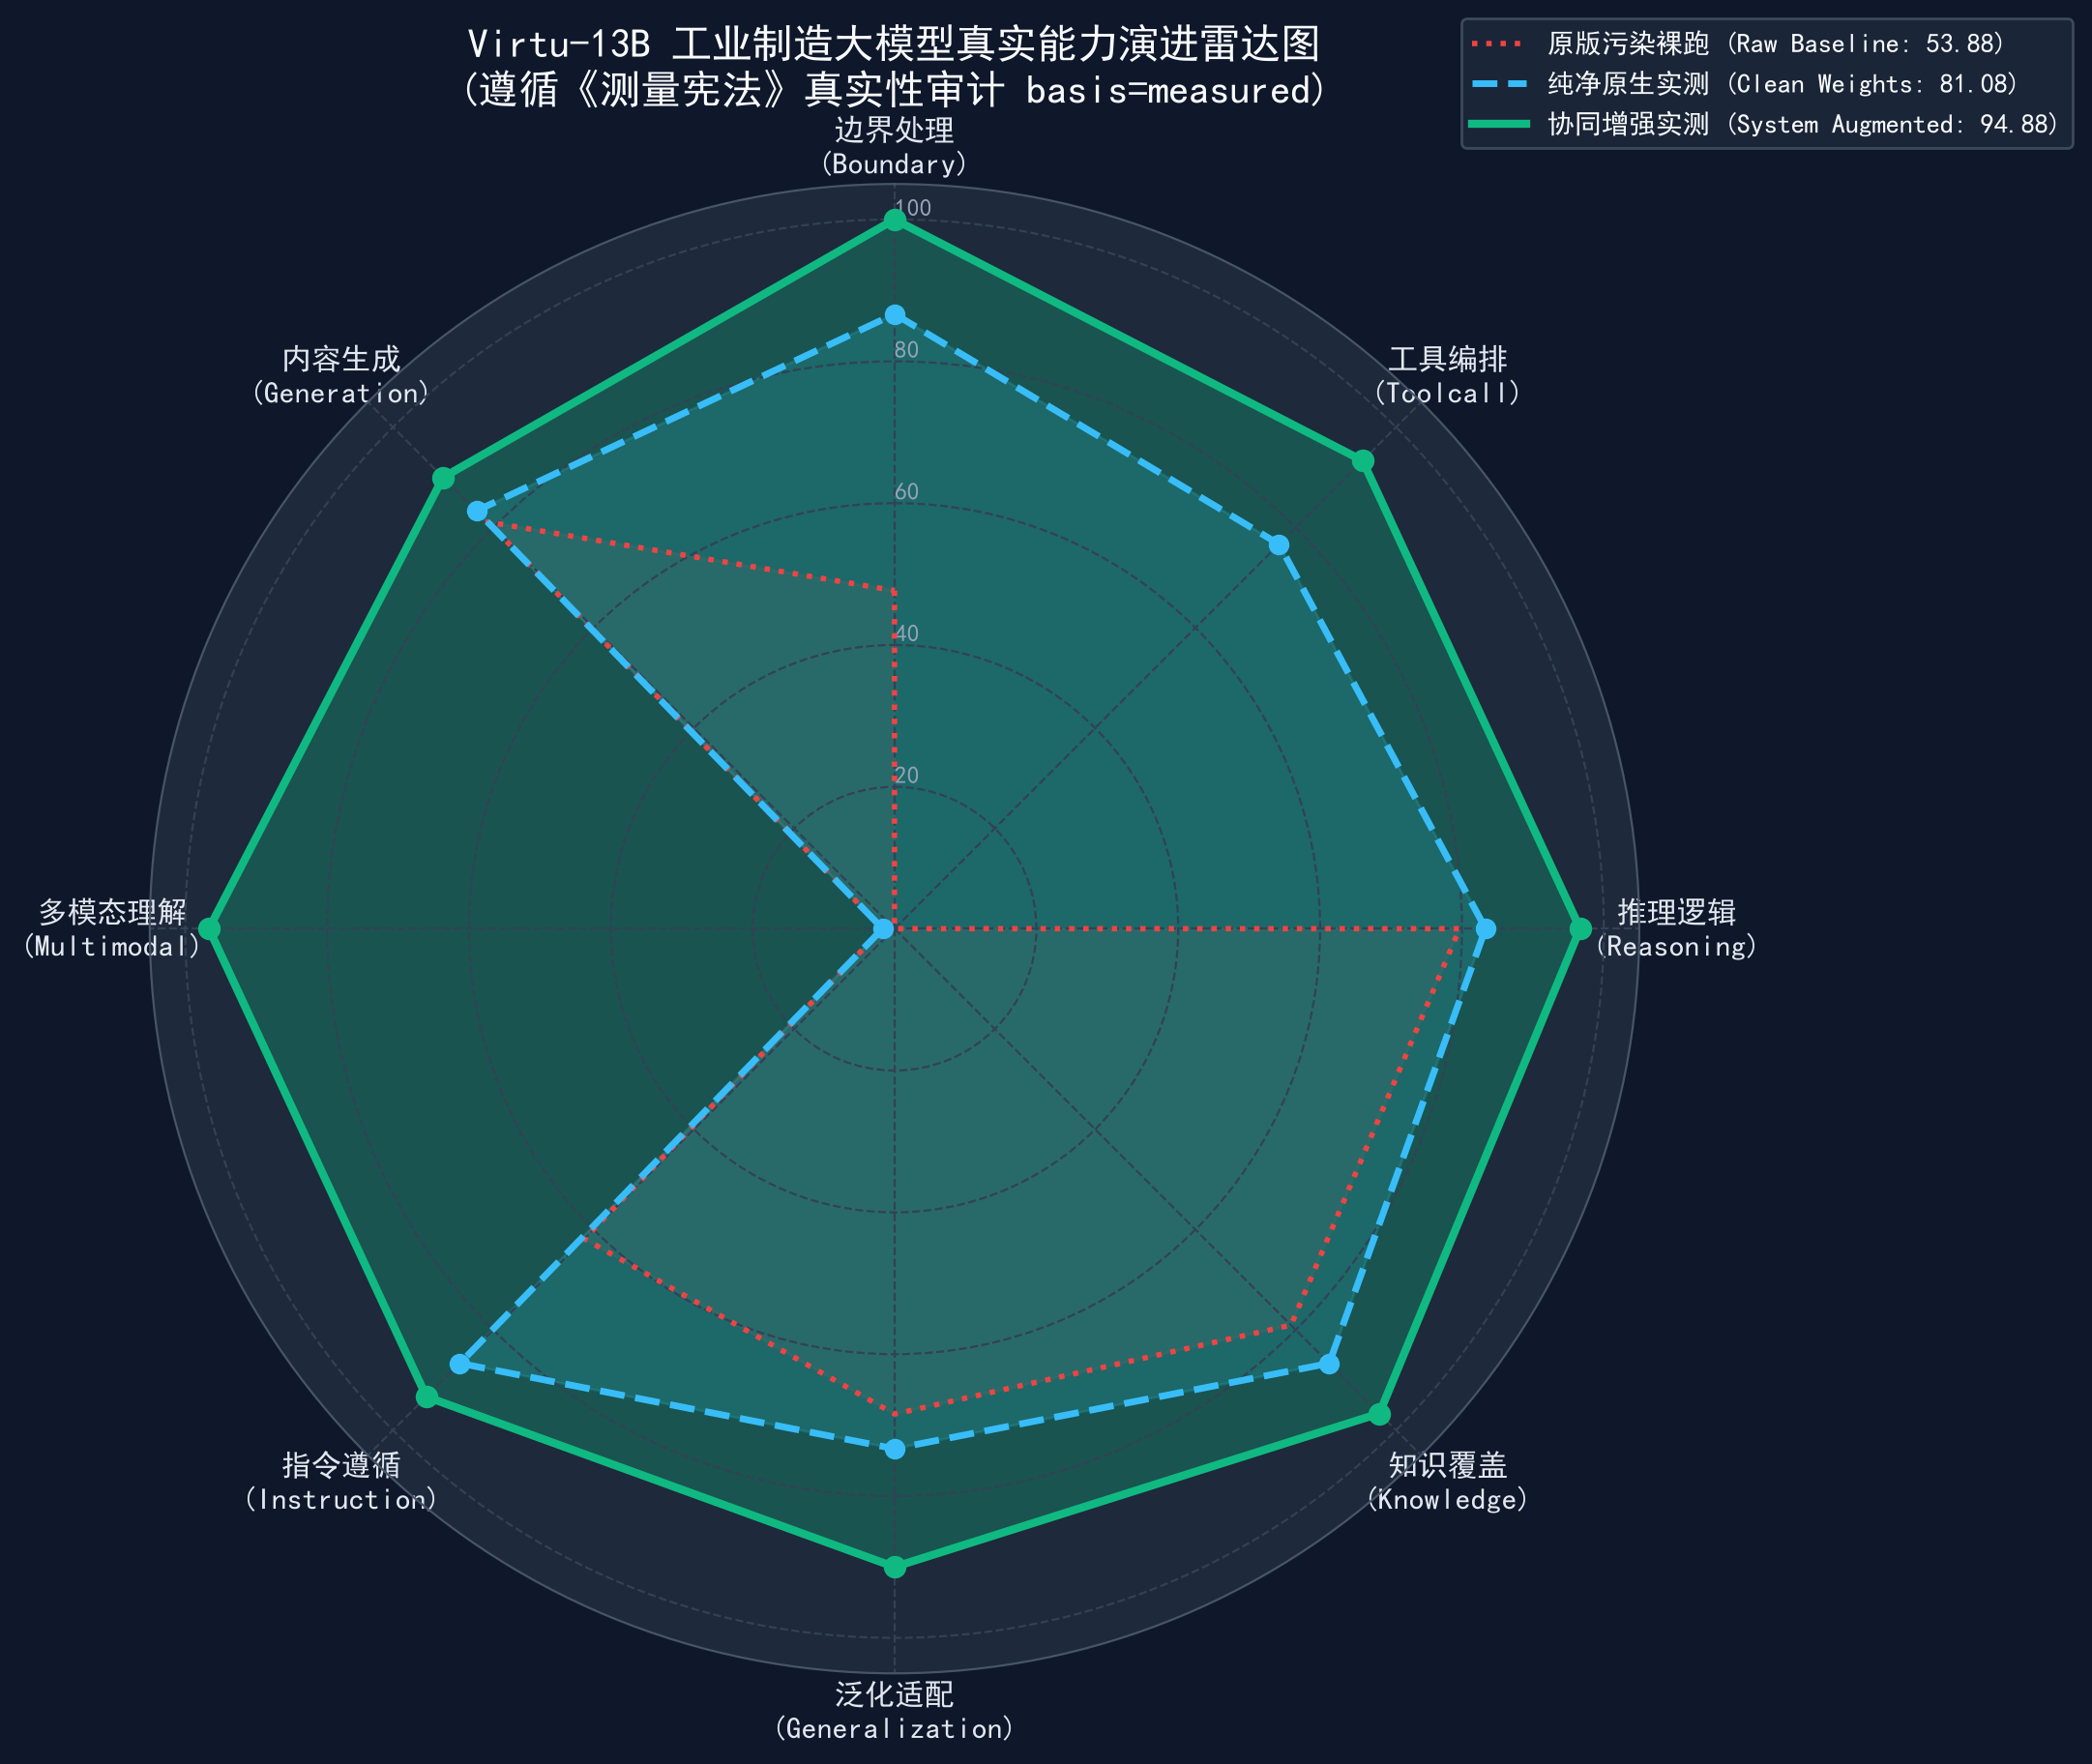 Virtu-13B 工业制造大模型真实能力演进雷达图
(遵循《测量宪法》真实性审计 basis=measured)
原版污染裸跑 (Raw Baseline: 53.88)
纯净原生实测 (Clean Weights: 81.08)
协同增强实测 (System Augmented: 94.88)
边界处理
(Boundary)
100
80
60
40
20
内容生成
(Generation)
工具编排
(Toolcall)
多模态理解
(Multimodal)
推理逻辑
(Reasoning)
指令遵循
(Instruction)
知识覆盖
(Knowledge)
泛化适配
(Generalization)